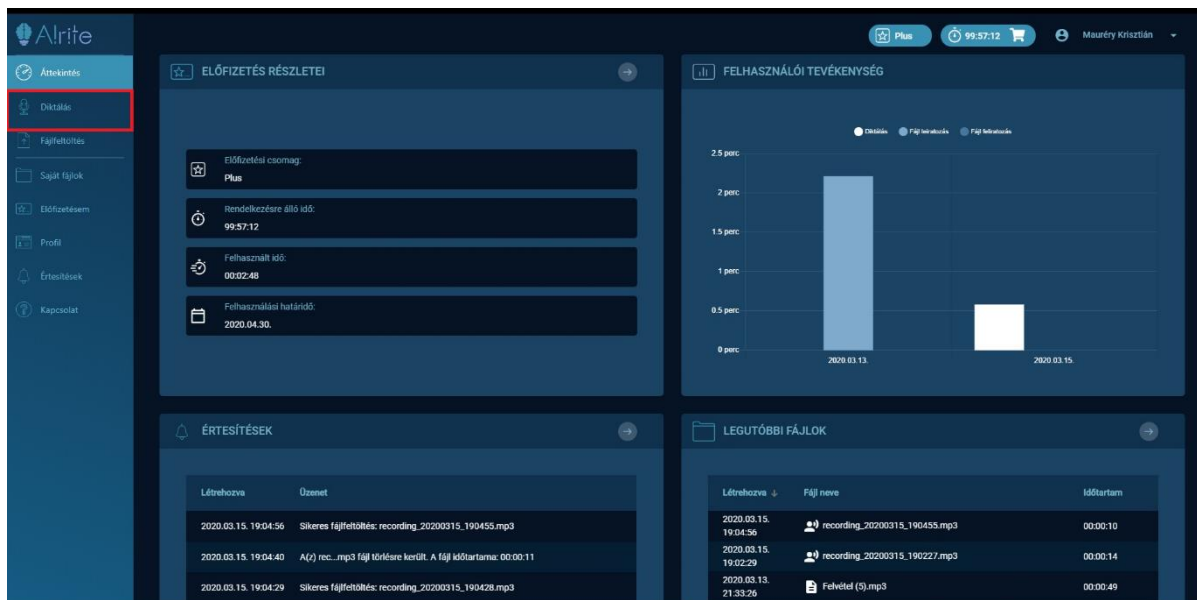 Alrite
Plus
99:57:12
Mauréry Krisztián
Áttekintés
Diktálás
Fájlfeltöltés
Saját fájlok
Előfizetésem
Profil
Értesítések
Kapcsolat
ELŐFIZETÉS RÉSZLETEI
Előfizetési csomag:
Plus
Rendelkezésre álló idő:
99:57:12
Felhasznált idő:
00:02:48
Felhasználási határidő:
2020.04.30.
FELHASZNÁLÓI TEVÉKENYSÉG
Diktálás Fájl leiratozás Fájl feliratozás
2.5 perc
2 perc
1.5 perc
1 perc
0.5 perc
0 perc
2020.03.13. 2020.03.15.
ÉRTESÍTÉSEK
Létrehozva Üzenet
2020.03.15. 19:04:56 Sikeres fájlfeltöltés: recording_20200315_190455.mp3
2020.03.15. 19:04:40 A(z) rec...mp3 fájl törlésre került. A fájl időtartama: 00:00:11
2020.03.15. 19:04:29 Sikeres fájlfeltöltés: recording_20200315_190428.mp3
LEGUTÓBBI FÁJLOK
Létrehozva Fájl neve Időtartam
2020.03.15.
19:04:56 recording_20200315_190455.mp3 00:00:10
2020.03.15.
19:02:29 recording_20200315_190227.mp3 00:00:14
2020.03.13.
21:33:26 Felvétel (5).mp3 00:00:49